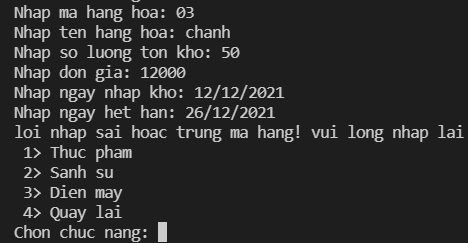 Nhap ma hang hoa: 03
Nhap ten hang hoa: chanh
Nhap so luong ton kho: 50
Nhap don gia: 12000
Nhap ngay nhap kho: 12/12/2021
Nhap ngay het han: 26/12/2021
loi nhap sai hoac trung ma hang! vui long nhap lai
1> Thuc pham
2> Sanh su
3> Dien may
4> Quay lai
Chon chuc nang: